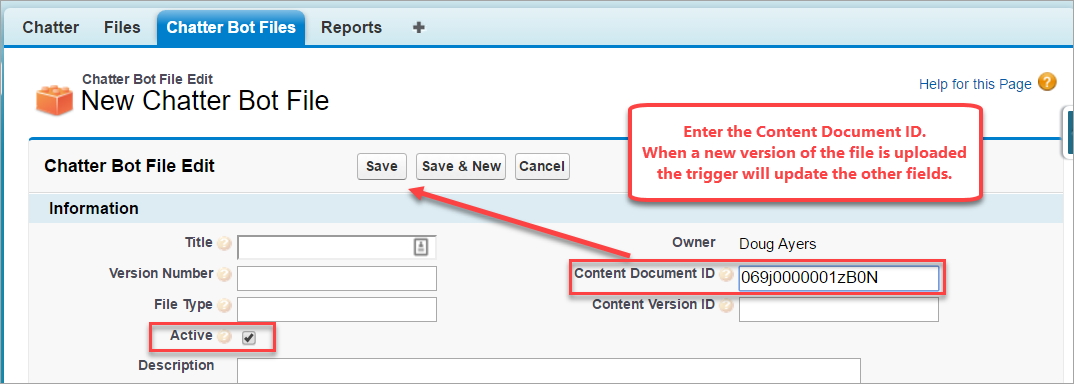 Chatter Files Chatter Bot Files Reports +
Chatter Bot File Edit
New Chatter Bot File
Help for this Page ?
Enter the Content Document ID.
When a new version of the file is uploaded
the trigger will update the other fields.
Chatter Bot File Edit Save Save & New Cancel
Information
Title ? Owner Doug Ayers
Version Number ? Content Document ID ? 069j0000001zB0N
File Type ? Content Version ID ?
Active ?
Description